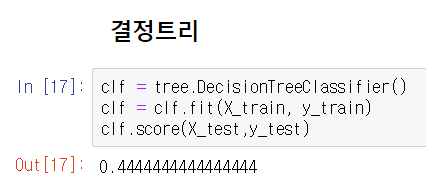 결정트리
In [17]: clf = tree.DecisionTreeClassifier()
clf = clf.fit(X_train, y_train)
clf.score(X_test,y_test)
Out[17]: 0.4444444444444444